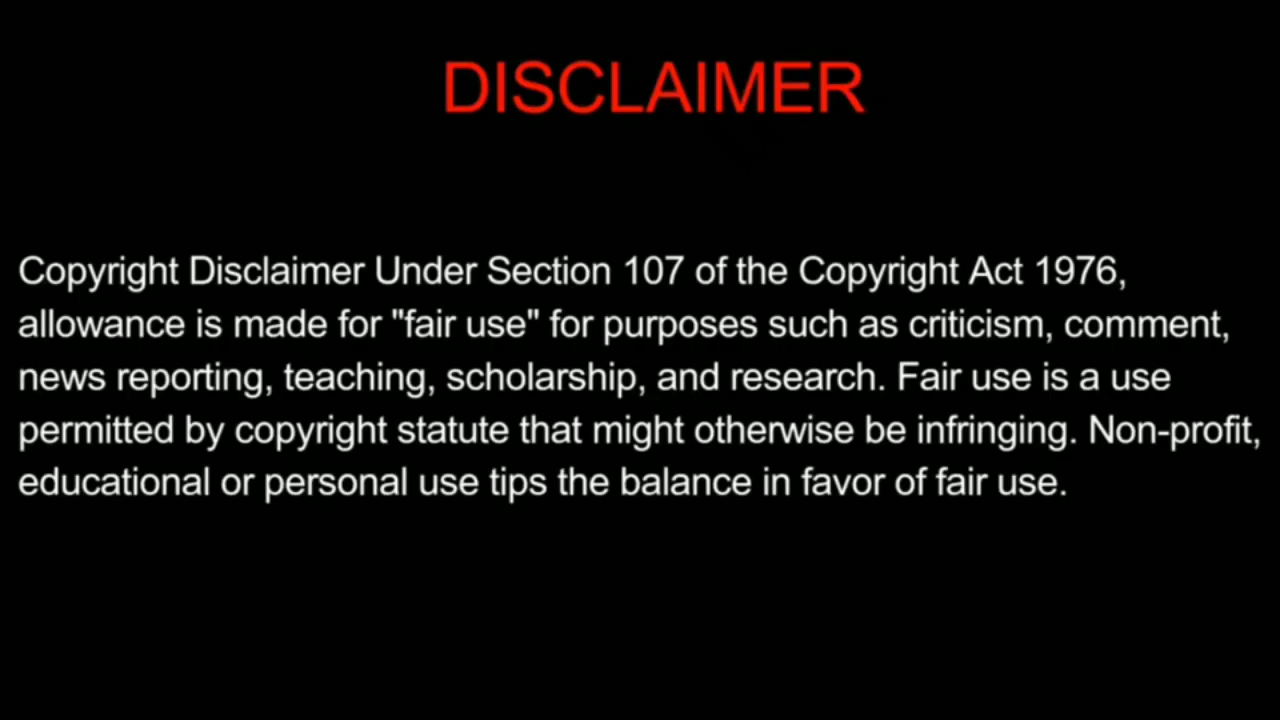 DISCLAIMER
Copyright Disclaimer Under Section 107 of the Copyright Act 1976,
allowance is made for "fair use" for purposes such as criticism, comment,
news reporting, teaching, scholarship, and research. Fair use is a use
permitted by copyright statute that might otherwise be infringing. Non-profit,
educational or personal use tips the balance in favor of fair use.